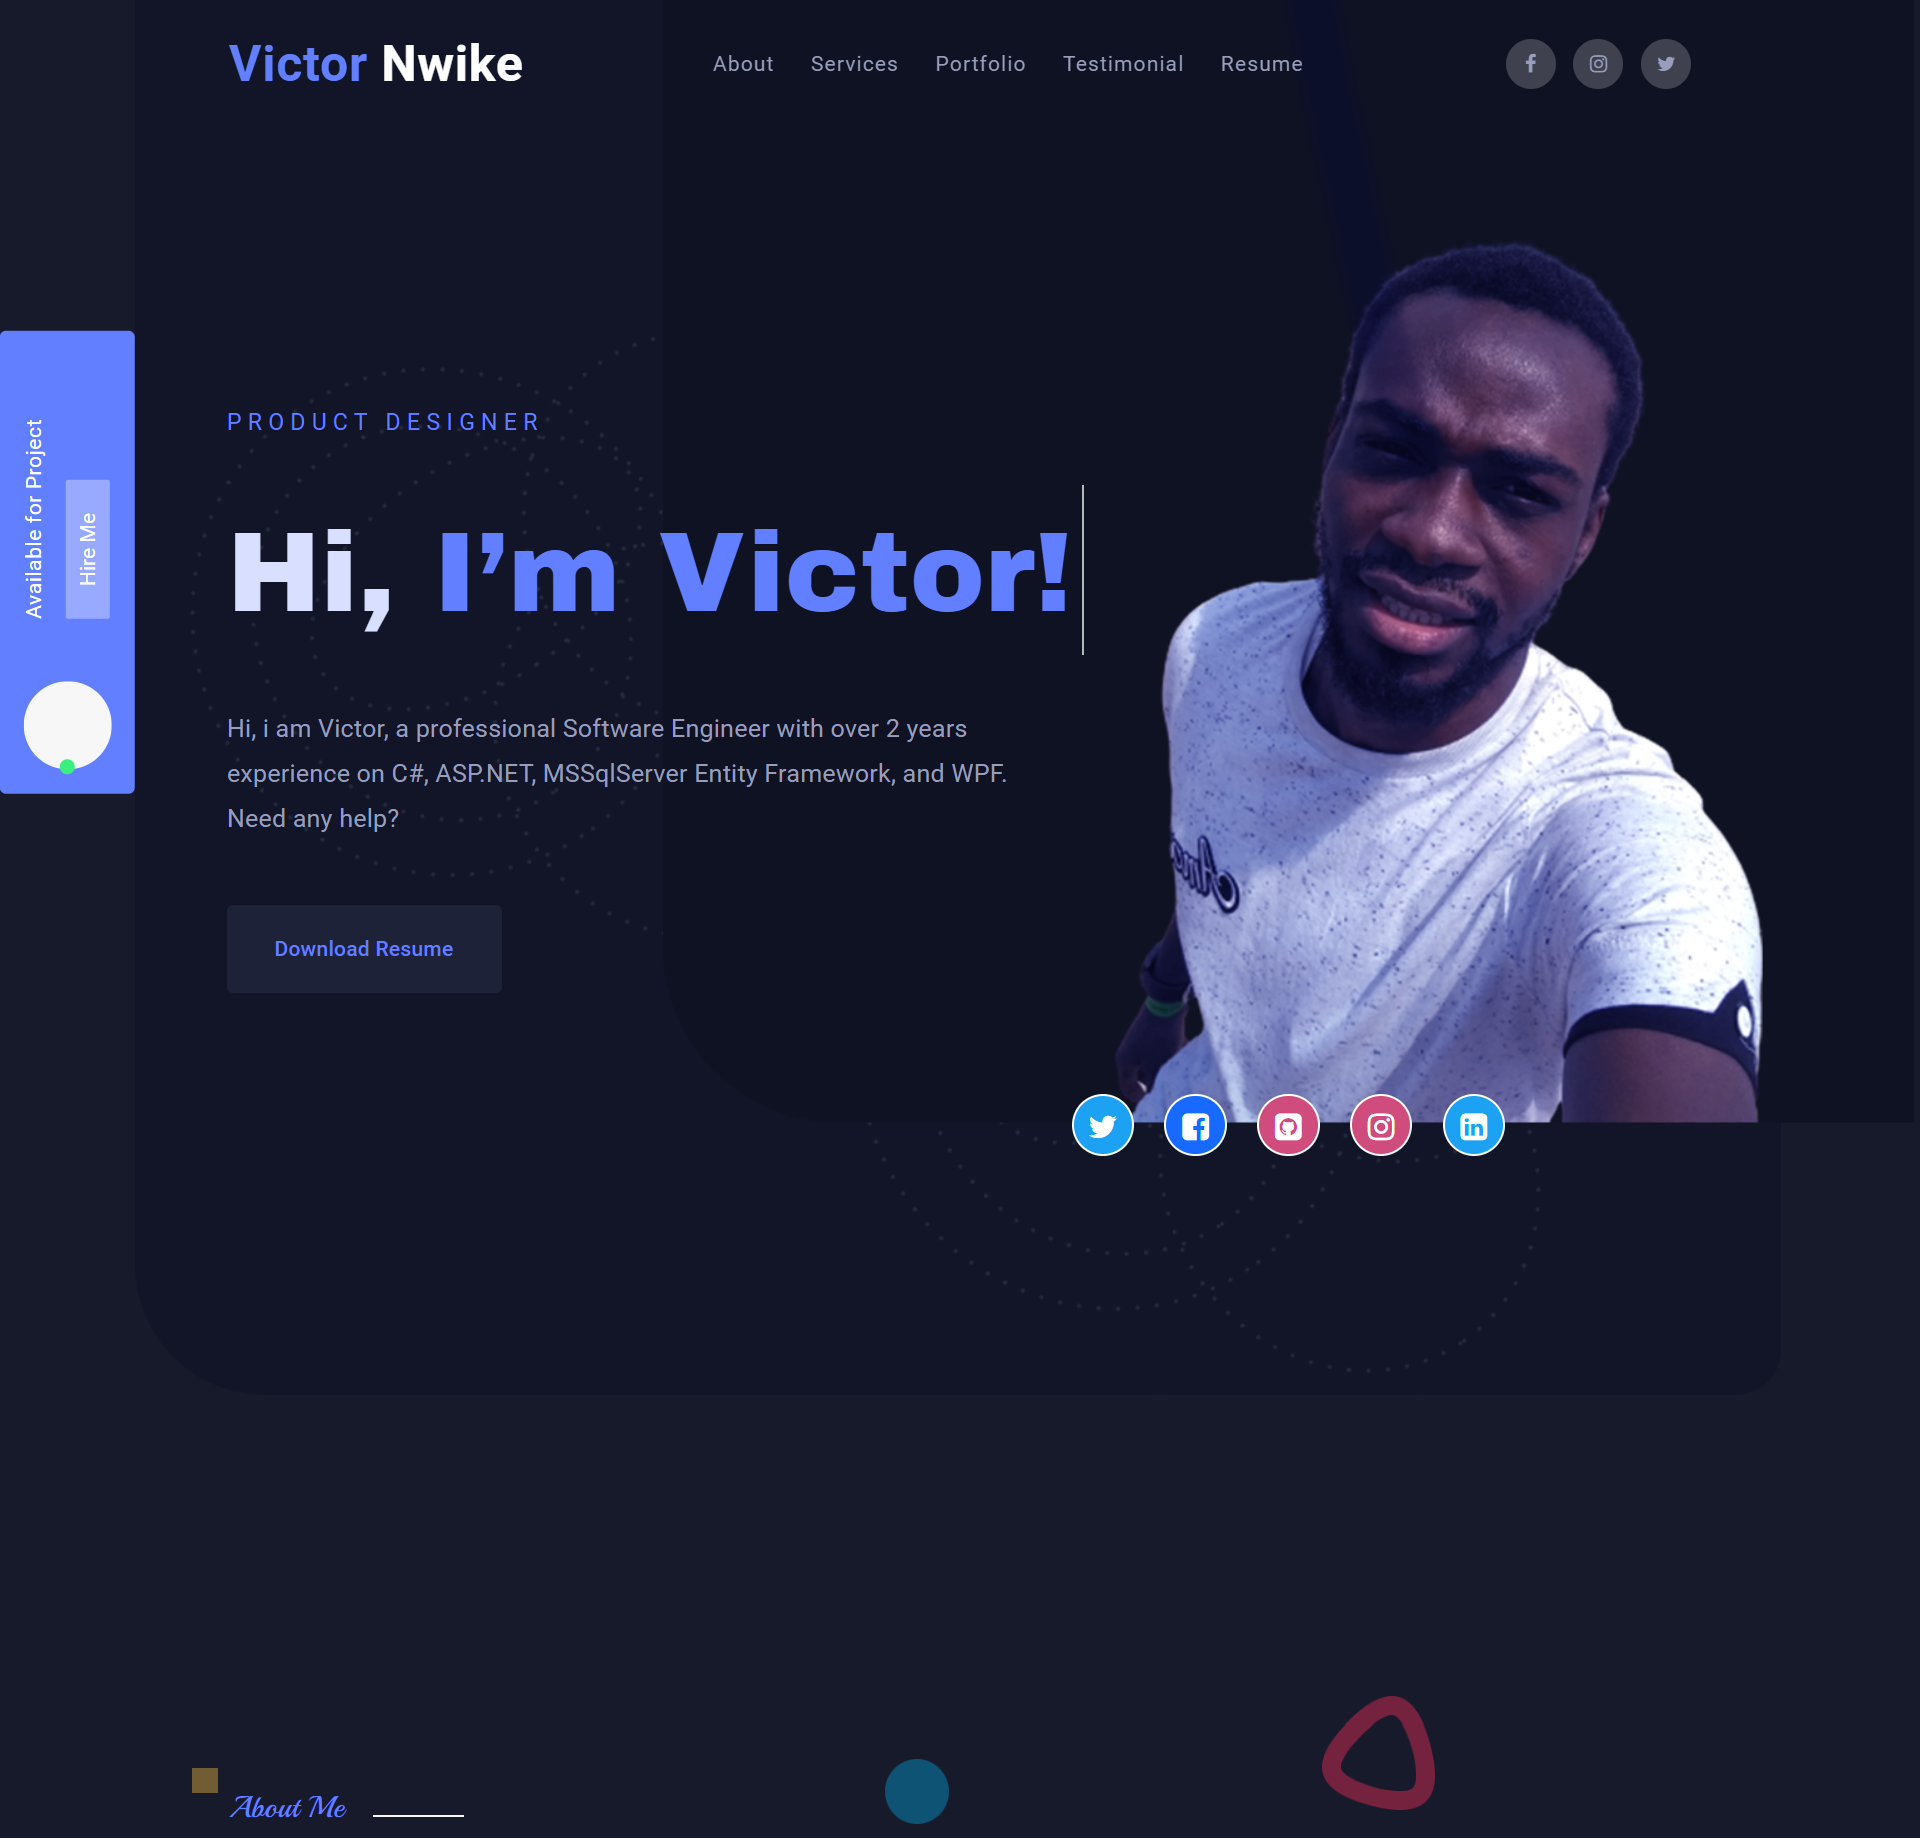 Victor Nwike
About Services Portfolio Testimonial Resume
Available for Project
Hire Me
PRODUCT DESIGNER
Hi, I’m Victor!
Hi, i am Victor, a professional Software Engineer with over 2 years
experience on C#, ASP.NET, MSSqlServer Entity Framework, and WPF.
Need any help?
Download Resume
About Me